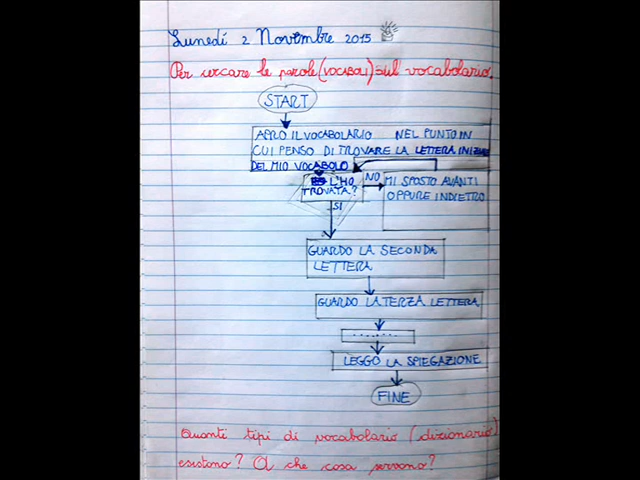 Lunedí 2 Novembre 2015
Per cercare le parole (VOCABOLI) sul vocabolario.
START
APRO IL VOCABOLARIO NEL PUNTO IN
CUI PENSO DI TROVARE LA LETTERA INIZIALE
DEL MIO VOCABOLO
L'HO
TROVATA?
NO
MI SPOSTO AVANTI
OPPURE INDIETRO
SI
GUARDO LA SECONDA
LETTERA
GUARDO LA TERZA LETTERA
.......
LEGGO LA SPIEGAZIONE
FINE
Quanti tipi di vocabolario (dizionario)
esistono? A che cosa servono?